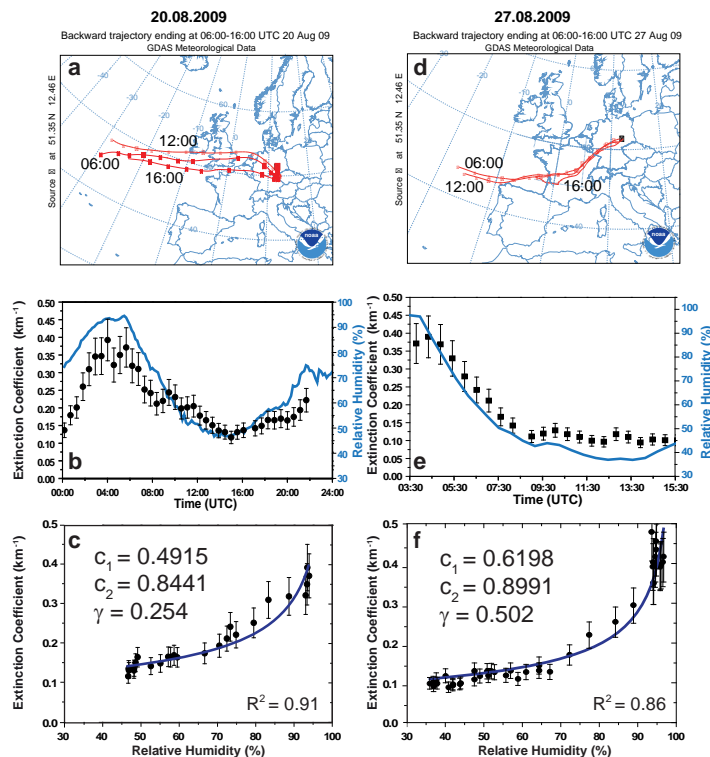 20.08.2009
Backward trajectory ending at 06:00-16:00 UTC 20 Aug 09
GDAS Meteorological Data
a
Source at 51.35 N 12.46 E
12:00
06:00
16:00
noaa
27.08.2009
Backward trajectory ending at 06:00-16:00 UTC 27 Aug 09
GDAS Meteorological Data
d
Source at 51.35 N 12.46 E
06:00
12:00
16:00
noaa
b
Extinction Coefficient (km-1)
0.50
0.45
0.40
0.35
0.30
0.25
0.20
0.15
0.10
0.05
0.00
100
90
80
70
60
50
40
30
Relative Humidity (%)
00:00 04:00 08:00 12:00 16:00 20:00 24:00
Time (UTC)
e
Extinction Coefficient (km-1)
0.50
0.45
0.40
0.35
0.30
0.25
0.20
0.15
0.10
0.05
0.00
100
90
80
70
60
50
40
30
Relative Humidity (%)
03:30 05:30 07:30 09:30 11:30 13:30 15:30
Time (UTC)
c
c1 = 0.4915
c2 = 0.8441
γ = 0.254
R2 = 0.91
Extinction Coefficient (km-1)
0.5
0.4
0.3
0.2
0.1
0.0
30 40 50 60 70 80 90 100
Relative Humidity (%)
f
c1 = 0.6198
c2 = 0.8991
γ = 0.502
R2 = 0.86
Extinction Coefficient (km-1)
0.5
0.4
0.3
0.2
0.1
0.0
30 40 50 60 70 80 90 100
Relative Humidity (%)